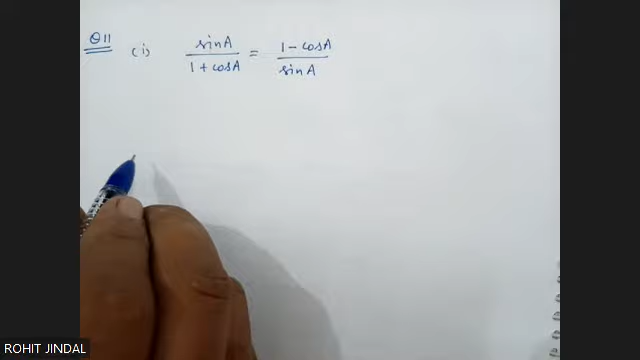 Q11 (i) sinA / 1 + cosA = 1 - cosA / sinA
ROHIT JINDAL